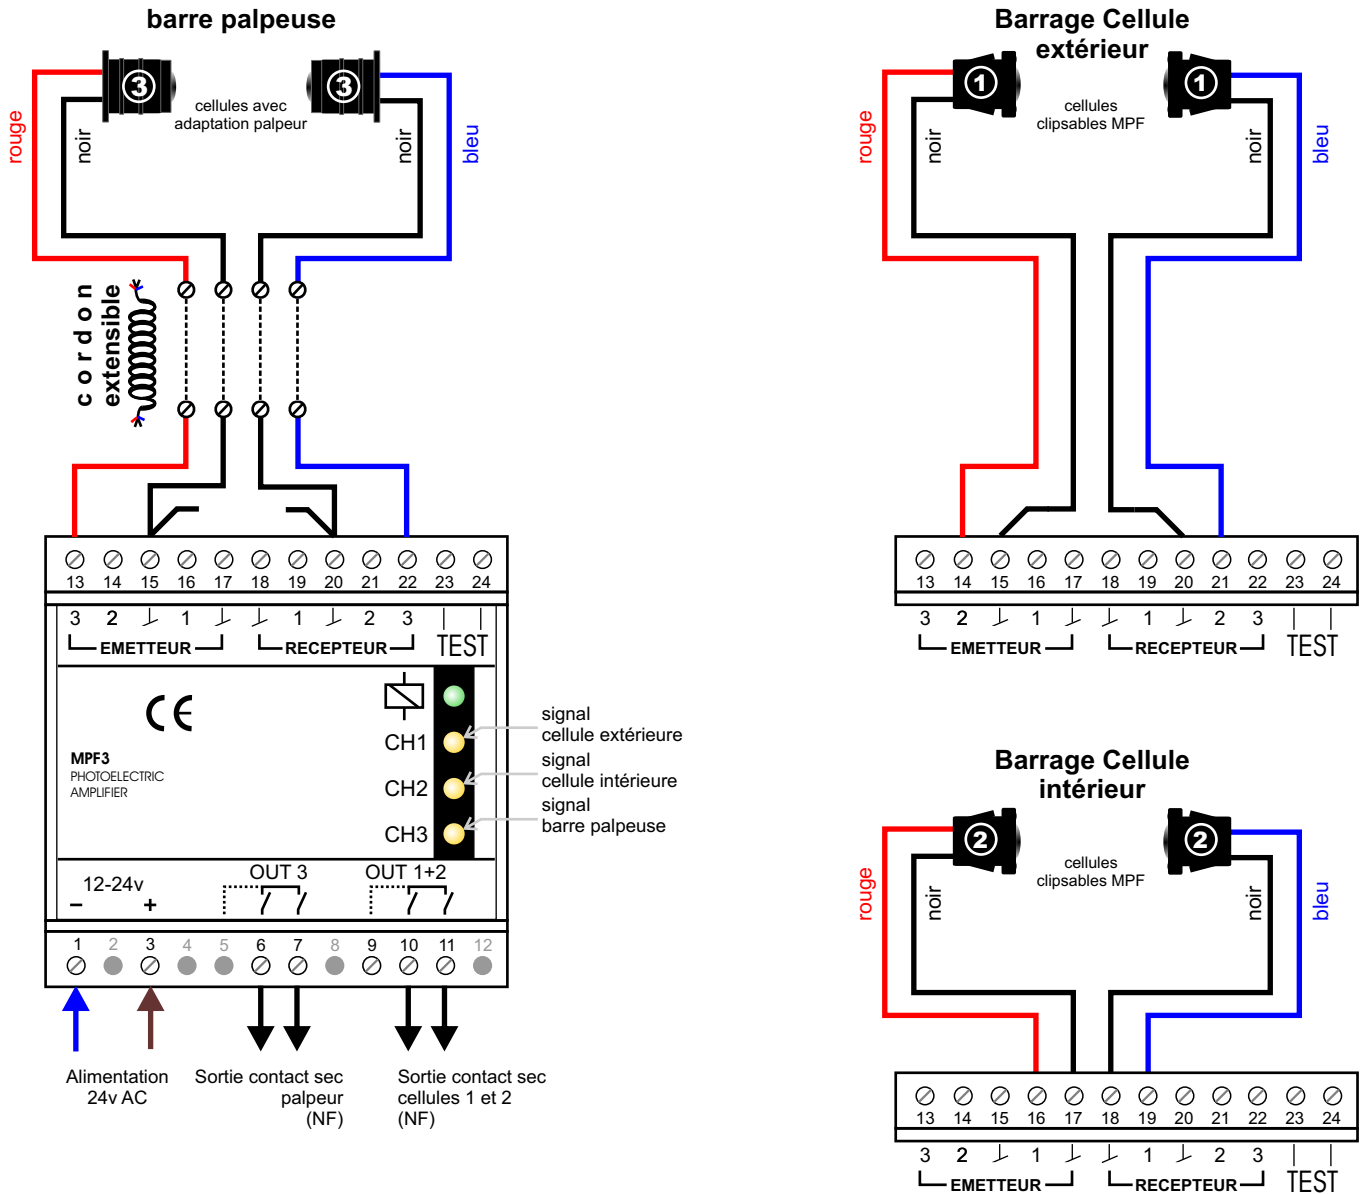 barre palpeuse
3
3
cellules avec
adaptation palpeur
rouge
noir
noir
bleu
cordon
extensible
13 14 15 16 17 18 19 20 21 22 23 24
3 2 1 1 2 3
EMETTEUR RECEPTEUR TEST
CE
MPF3
PHOTOELECTRIC
AMPLIFIER
CH1
CH2
CH3
signal
cellule extérieure
signal
cellule intérieure
signal
barre palpeuse
12-24v
− +
OUT 3
OUT 1+2
1 2 3 4 5 6 7 8 9 10 11 12
Alimentation
24v AC
Sortie contact sec
palpeur
(NF)
Sortie contact sec
cellules 1 et 2
(NF)
Barrage Cellule
extérieur
1
1
cellules
clipsables MPF
rouge
noir
noir
bleu
13 14 15 16 17 18 19 20 21 22 23 24
3 2 1 1 2 3
EMETTEUR RECEPTEUR TEST
Barrage Cellule
intérieur
2
2
cellules
clipsables MPF
rouge
noir
noir
bleu
13 14 15 16 17 18 19 20 21 22 23 24
3 2 1 1 2 3
EMETTEUR RECEPTEUR TEST